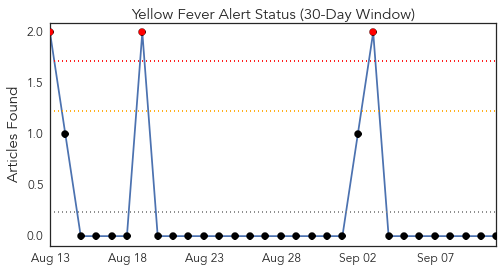 Yellow Fever Alert Status (30-Day Window)
Articles Found
2.0
1.5
1.0
0.5
0.0
Aug 13 Aug 18 Aug 23 Aug 28 Sep 02 Sep 07